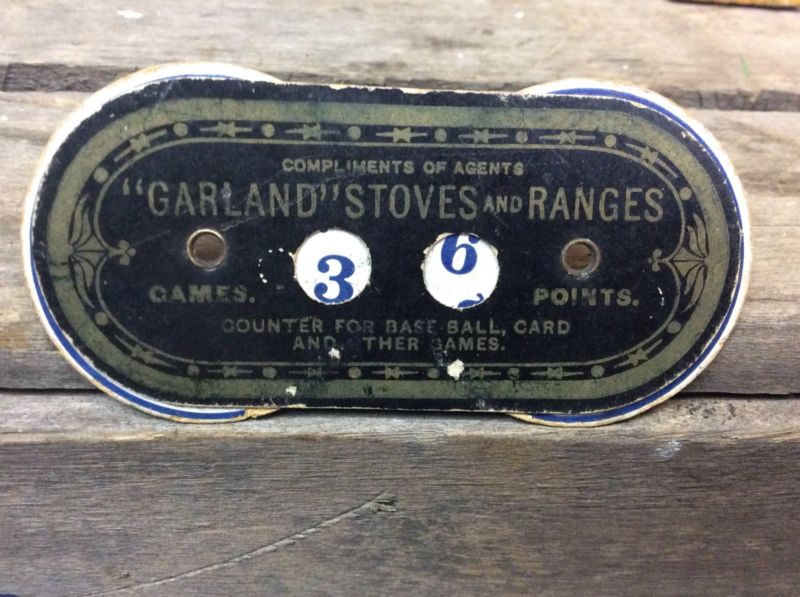 COMPLIMENTS OF AGENTS
"GARLAND" STOVES AND RANGES
3 6
GAMES. POINTS.
COUNTER FOR BASE BALL, CARD
AND OTHER GAMES.